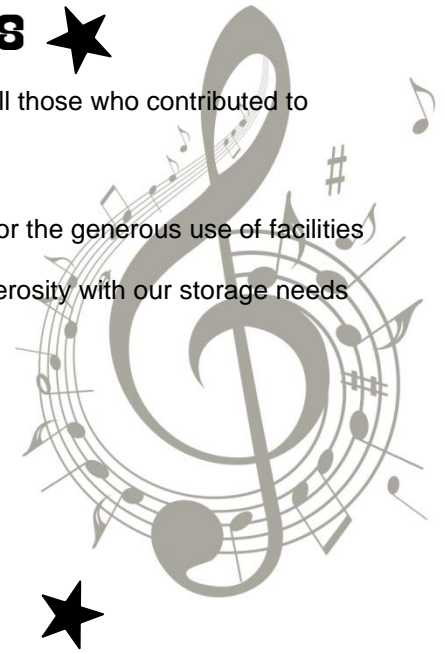 s
ll those who contributed to
or the generous use of facilities
erosity with our storage needs